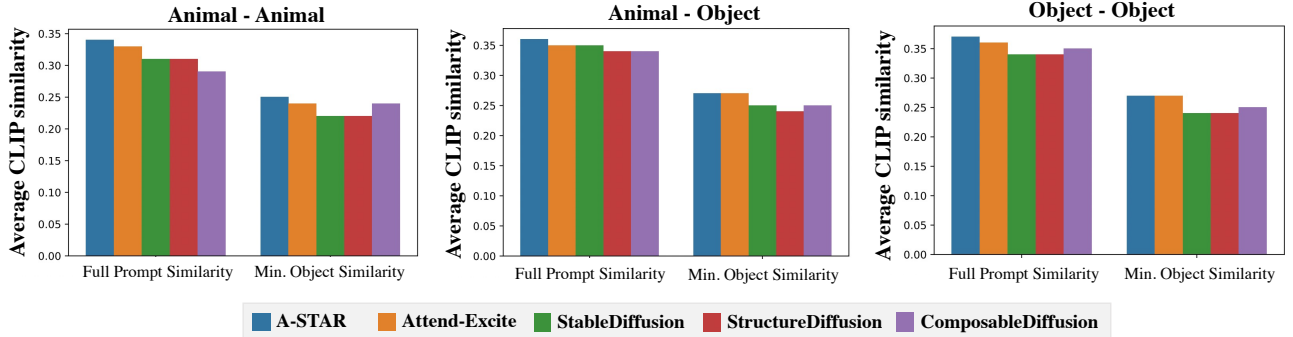 Animal - Animal
Average CLIP similarity
0.35
0.30
0.25
0.20
0.15
0.10
0.05
0.00
Full Prompt Similarity Min. Object Similarity
Animal - Object
Average CLIP similarity
0.35
0.30
0.25
0.20
0.15
0.10
0.05
0.00
Full Prompt Similarity Min. Object Similarity
Object - Object
Average CLIP similarity
0.35
0.30
0.25
0.20
0.15
0.10
0.05
0.00
Full Prompt Similarity Min. Object Similarity
A-STAR Attend-Excite StableDiffusion StructureDiffusion ComposableDiffusion